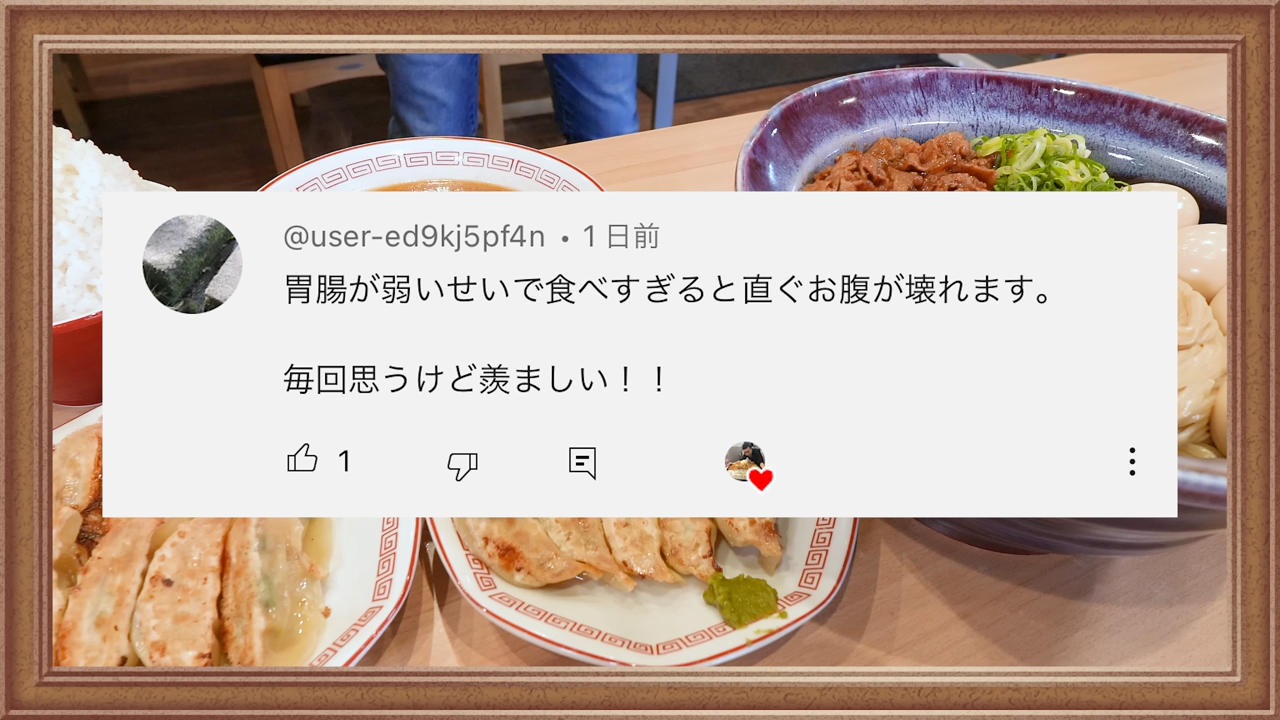 @user-ed9kj5pf4n • 1日前
胃腸が弱いせいで食べすぎると直ぐお腹が壊れます。
毎回思うけど羨ましい！！
1